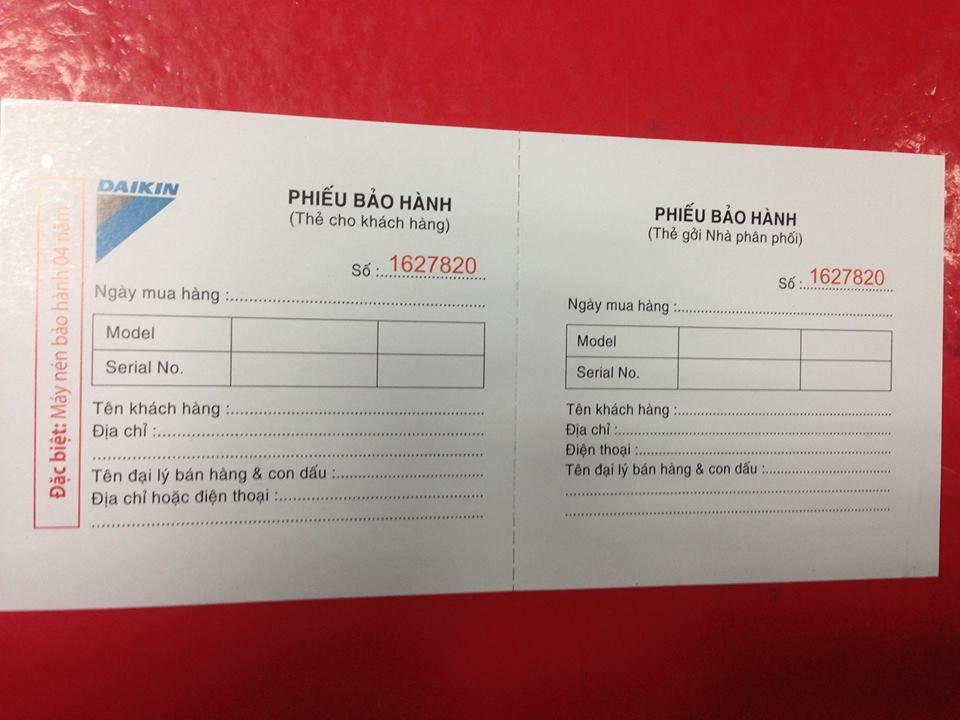 Đặc biệt: Máy nén bảo hành 04 năm
DAIKIN
PHIẾU BẢO HÀNH
(Thẻ cho khách hàng)
Số :1627820
Ngày mua hàng :
Model
Serial No.
Tên khách hàng :
Địa chỉ :
Tên đại lý bán hàng & con dấu :
Địa chỉ hoặc điện thoại :
PHIẾU BẢO HÀNH
(Thẻ gởi Nhà phân phối)
Số :1627820
Ngày mua hàng :
Model
Serial No.
Tên khách hàng :
Địa chỉ :
Điện thoại :
Tên đại lý bán hàng & con dấu :